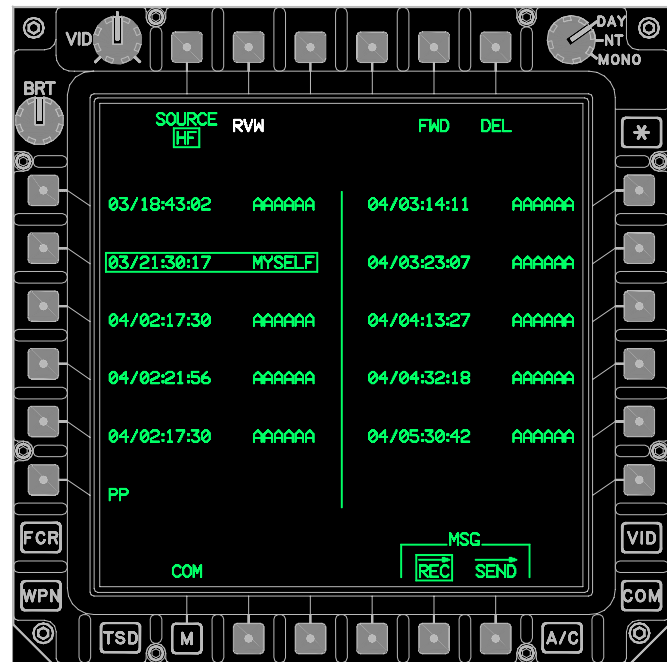 DAY
VID
NT
MONO
BRT
SOURCE RVW FWD DEL
HF
*
03/18:43:02 AAAAAA 04/03:14:11 AAAAAA
03/21:30:17 MYSELF 04/03:23:07 AAAAAA
04/02:17:30 AAAAAA 04/04:13:27 AAAAAA
04/02:21:56 AAAAAA 04/04:32:18 AAAAAA
04/02:17:30 AAAAAA 04/05:30:42 AAAAAA
PP
FCR MSG VID
COM REC SEND
WPN COM
TSD M A/C